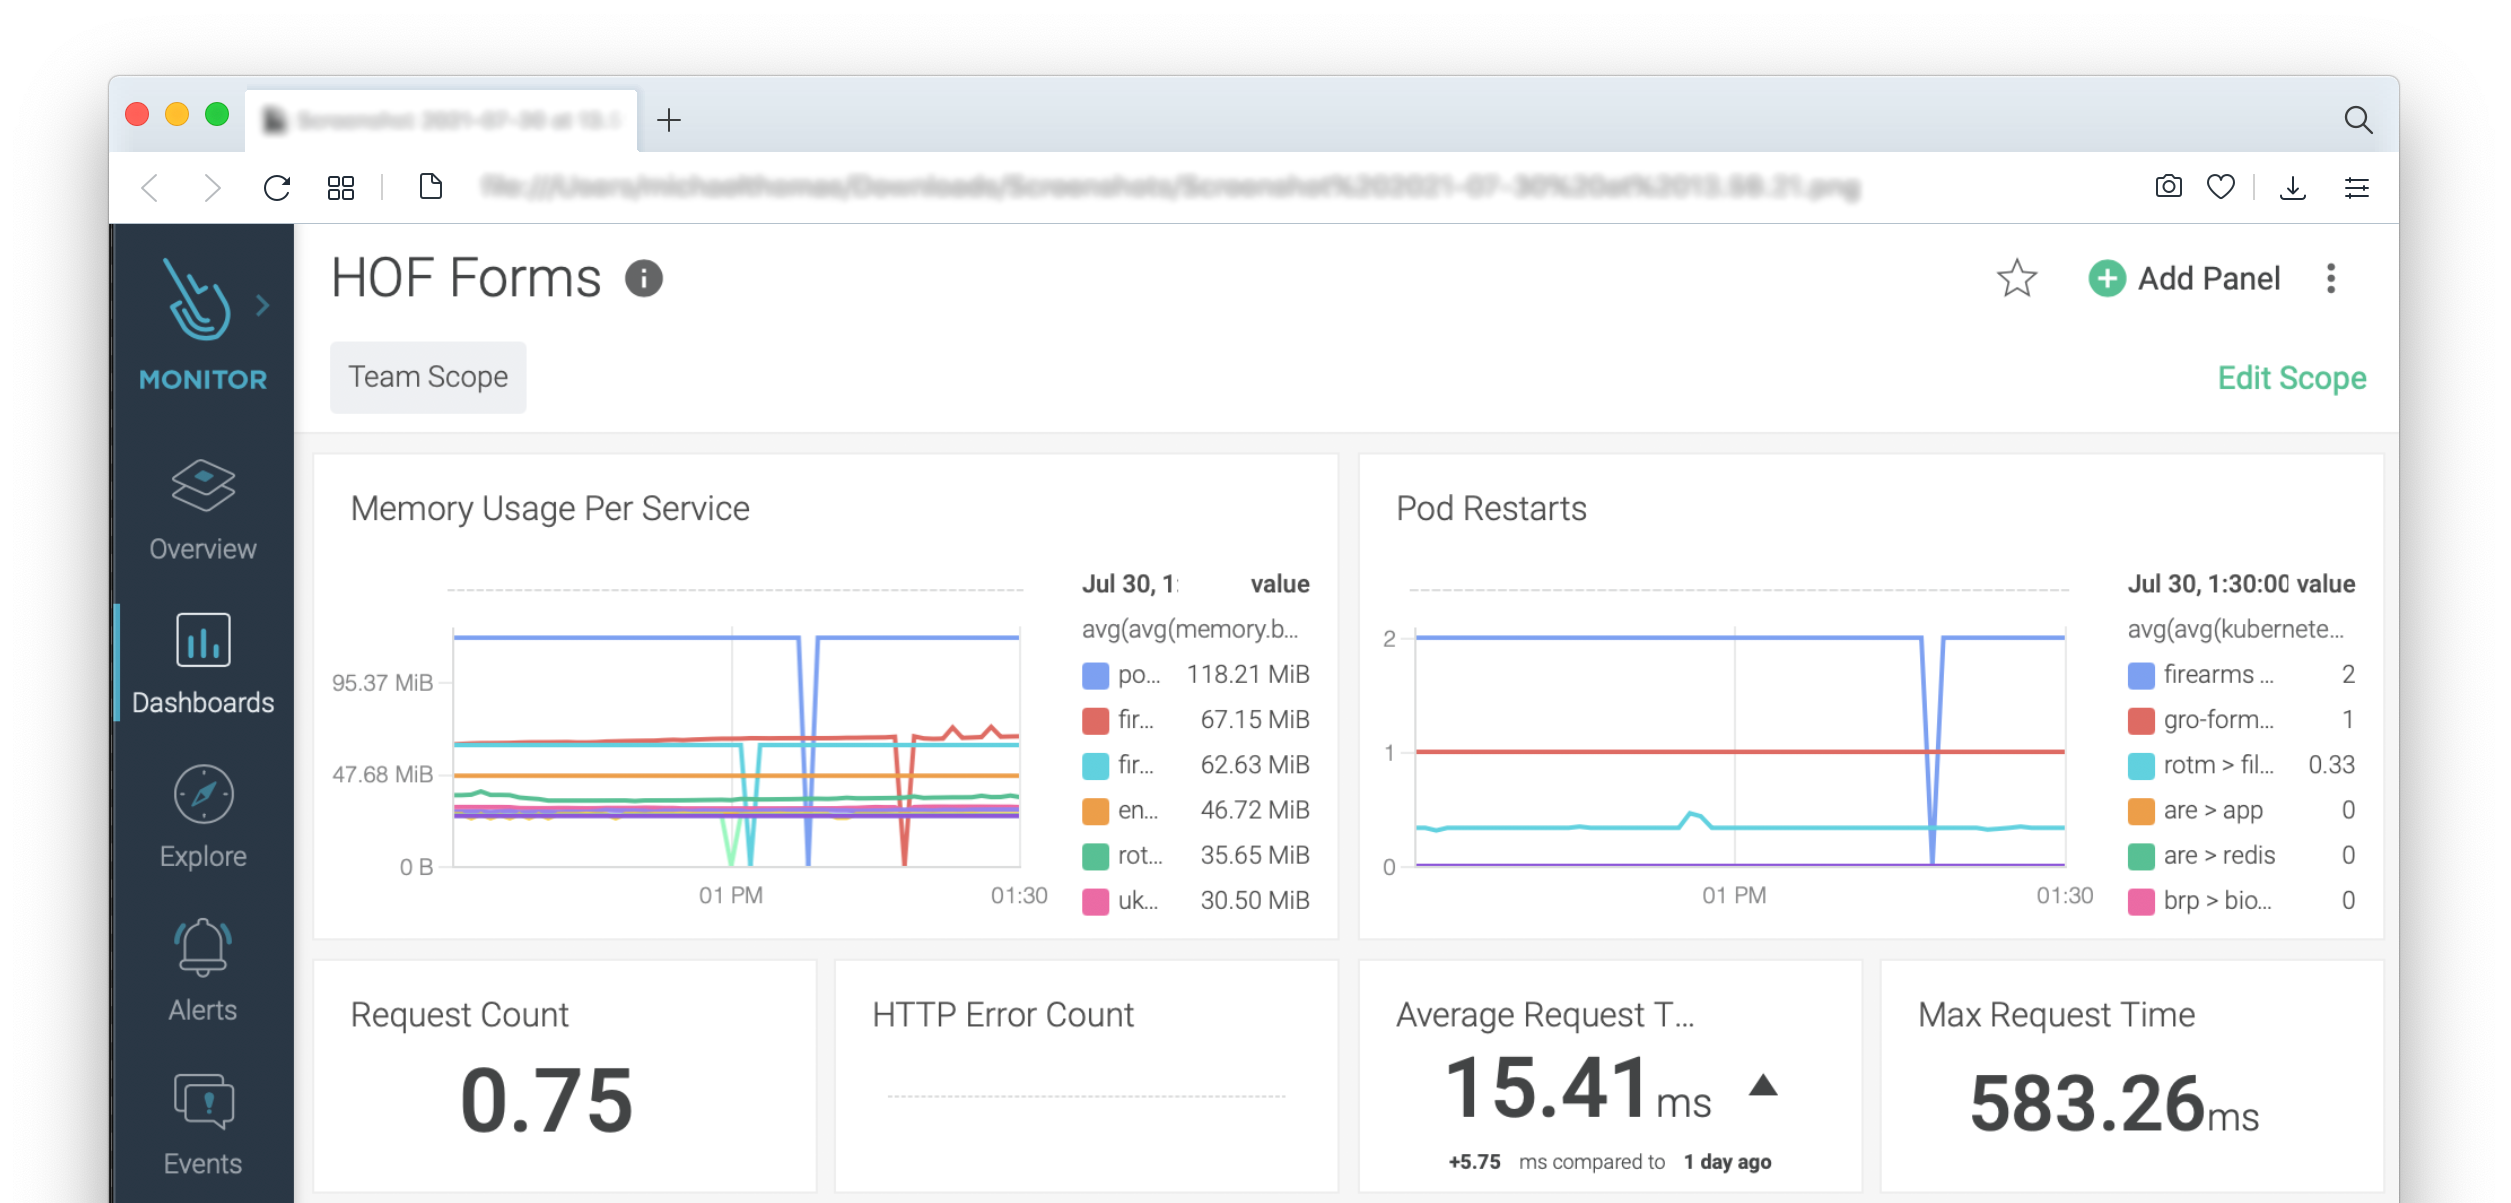 HOF Forms
Add Panel
MONITOR
Team Scope
Edit Scope
Overview
Dashboards
Explore
Alerts
Events
Memory Usage Per Service
Jul 30, 1: value
avg(avg(memory.b...
po... 118.21 MiB
fir... 67.15 MiB
fir... 62.63 MiB
en... 46.72 MiB
rot... 35.65 MiB
uk... 30.50 MiB
95.37 MiB
47.68 MiB
0 B
01 PM 01:30
Pod Restarts
Jul 30, 1:30:00 value
avg(avg(kubernete...
firearms ... 2
gro-form... 1
rotm > fil... 0.33
are > app 0
are > redis 0
brp > bio... 0
2
1
0
01 PM 01:30
Request Count
0.75
HTTP Error Count
Average Request T...
15.41 ms
+5.75 ms compared to 1 day ago
Max Request Time
583.26 ms